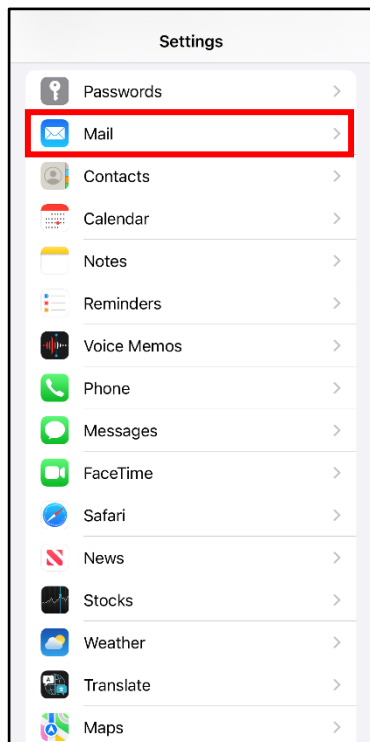 Settings
Passwords
Mail
Contacts
Calendar
Notes
Reminders
Voice Memos
Phone
Messages
FaceTime
Safari
News
Stocks
Weather
Translate
Maps